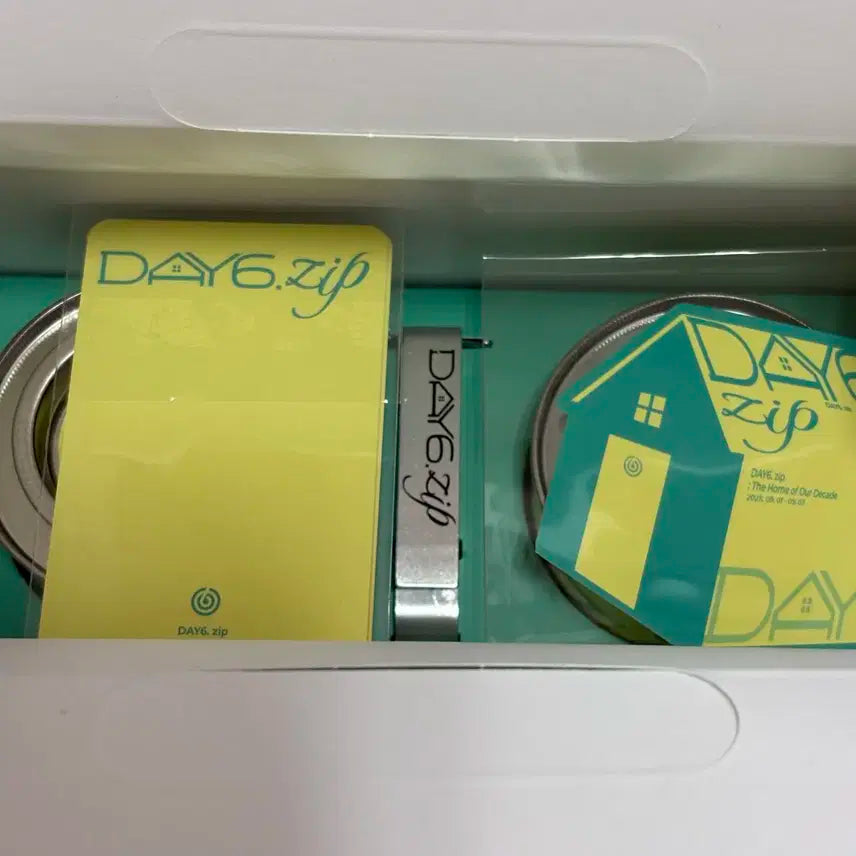 DAY6.zip
DAY6. zip
DAY6.zip
DAY6
zip
DAY6. zip
: The Home of Our Decade
DAY